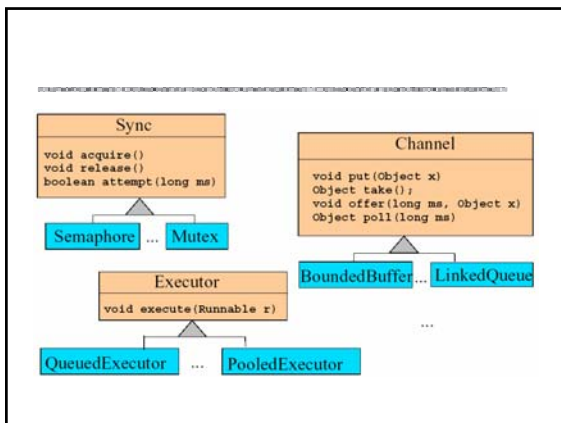 Sync
void acquire()
void release()
boolean attempt(long ms)
Semaphore ... Mutex
Channel
void put(Object x)
Object take();
void offer(long ms, Object x)
Object poll(long ms)
BoundedBuffer ... LinkedQueue
...
Executor
void execute(Runnable r)
QueuedExecutor ... PooledExecutor